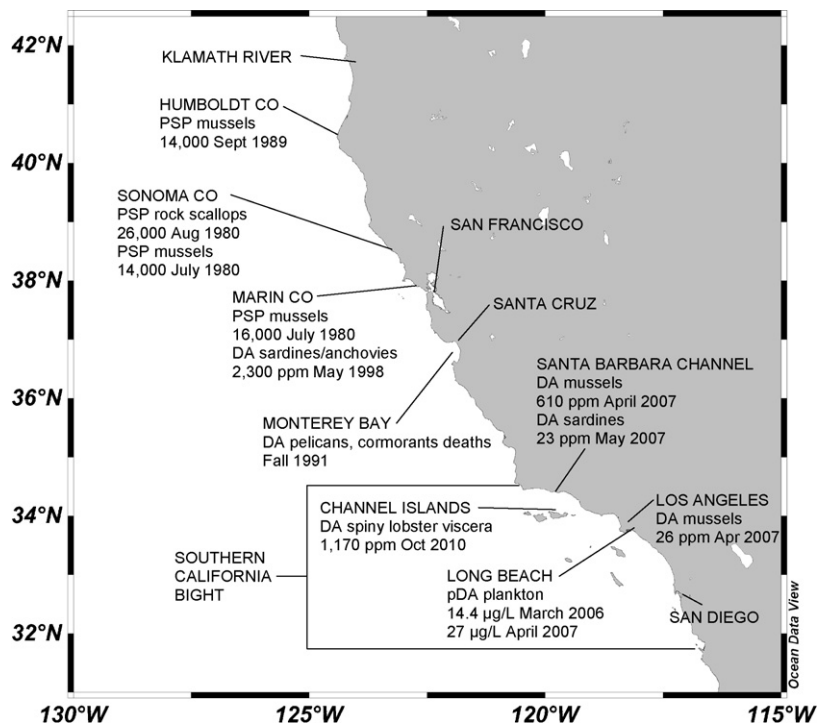 42°N
KLAMATH RIVER
HUMBOLDT CO
PSP mussels
14,000 Sept 1989
40°N
SONOMA CO
PSP rock scallops
26,000 Aug 1980
PSP mussels
14,000 July 1980
SAN FRANCISCO
38°N
MARIN CO
PSP mussels
16,000 July 1980
DA sardines/anchovies
2,300 ppm May 1998
SANTA CRUZ
SANTA BARBARA CHANNEL
DA mussels
610 ppm April 2007
DA sardines
23 ppm May 2007
36°N
MONTEREY BAY
DA pelicans, cormorants deaths
Fall 1991
34°N
CHANNEL ISLANDS
DA spiny lobster viscera
1,170 ppm Oct 2010
LOS ANGELES
DA mussels
26 ppm Apr 2007
SOUTHERN
CALIFORNIA
BIGHT
LONG BEACH
pDA plankton
14.4 µg/L March 2006
27 µg/L April 2007
SAN DIEGO
32°N
Ocean Data View
130°W
125°W
120°W
115°W